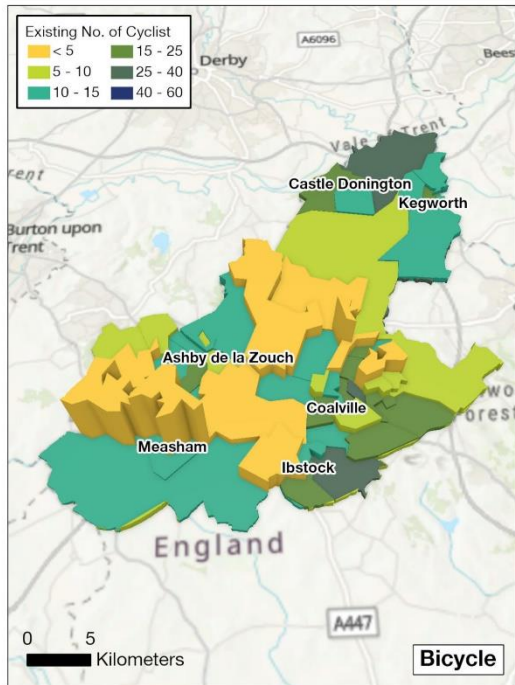 Existing No. of Cyclist
< 5
15 - 25
5 - 10
25 - 40
10 - 15
40 - 60
A6096
Derby
Bees
Vale of Trent
Castle Donington
Kegworth
Burton upon
Trent
Ashby de la Zouch
Coalville
Measham
Ibstock
England
A447
0 5
Kilometers
Bicycle